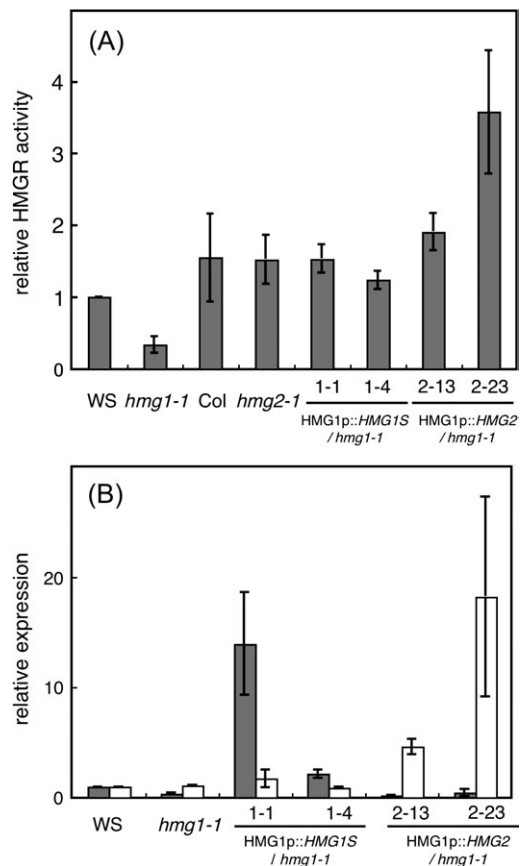 (A)
relative HMGR activity
4
3
2
1
0
WS hmg1-1 Col hmg2-1 1-1 1-4 2-13 2-23
HMG1p::HMG1S HMG1p::HMG2
/ hmg1-1 / hmg1-1
(B)
relative expression
20
10
0
WS hmg1-1 1-1 1-4 2-13 2-23
HMG1p::HMG1S HMG1p::HMG2
/ hmg1-1 / hmg1-1